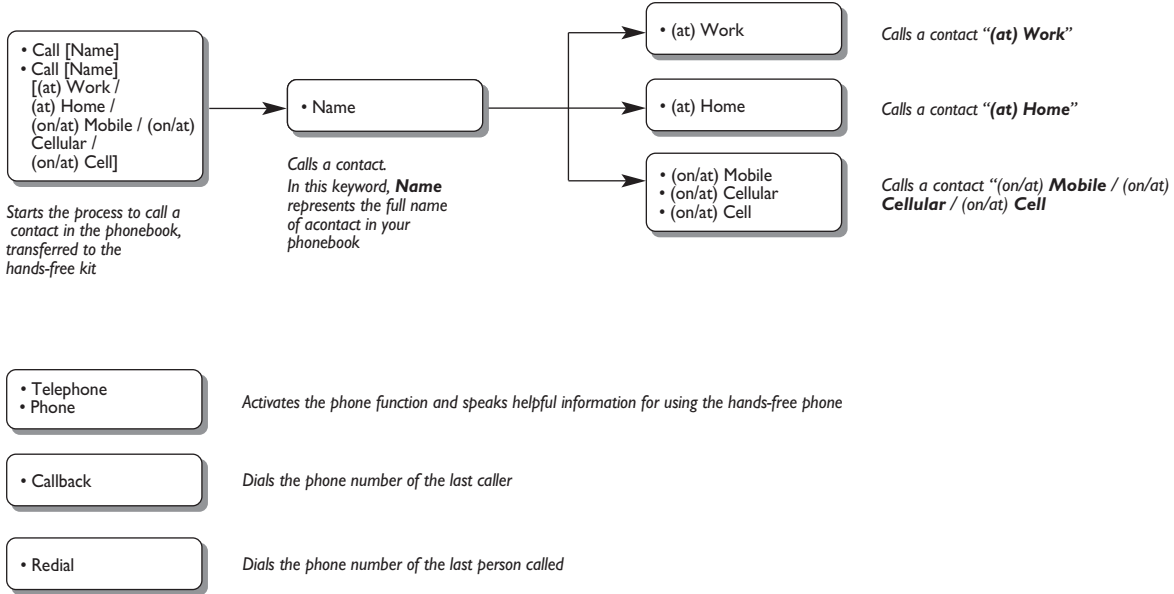 • Call [Name]
• Call [Name]
[(at) Work /
(at) Home /
(on/at) Mobile / (on/at)
Cellular /
(on/at) Cell]
Starts the process to call a
contact in the phonebook,
transferred to the
hands-free kit
• Name
Calls a contact.
In this keyword, Name
represents the full name
of acontact in your
phonebook
• (at) Work
Calls a contact “(at) Work”
• (at) Home
Calls a contact “(at) Home”
• (on/at) Mobile
• (on/at) Cellular
• (on/at) Cell
Calls a contact “(on/at) Mobile / (on/at)
Cellular / (on/at) Cell
• Telephone
• Phone
Activates the phone function and speaks helpful information for using the hands-free phone
• Callback
Dials the phone number of the last caller
• Redial
Dials the phone number of the last person called